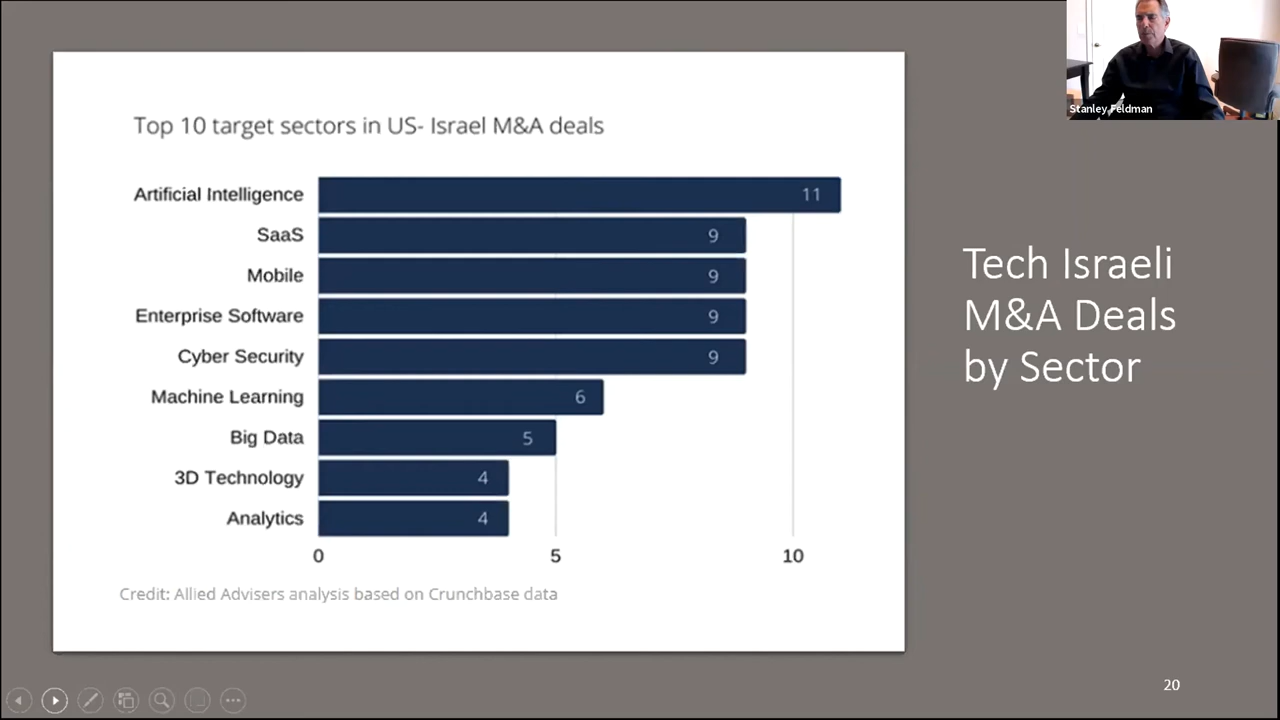 Stanley Feldman
Top 10 target sectors in US- Israel M&A deals
Artificial Intelligence 11
SaaS 9
Mobile 9
Enterprise Software 9
Cyber Security 9
Machine Learning 6
Big Data 5
3D Technology 4
Analytics 4
0 5 10
Credit: Allied Advisers analysis based on Crunchbase data
Tech Israeli
M&A Deals
by Sector
20